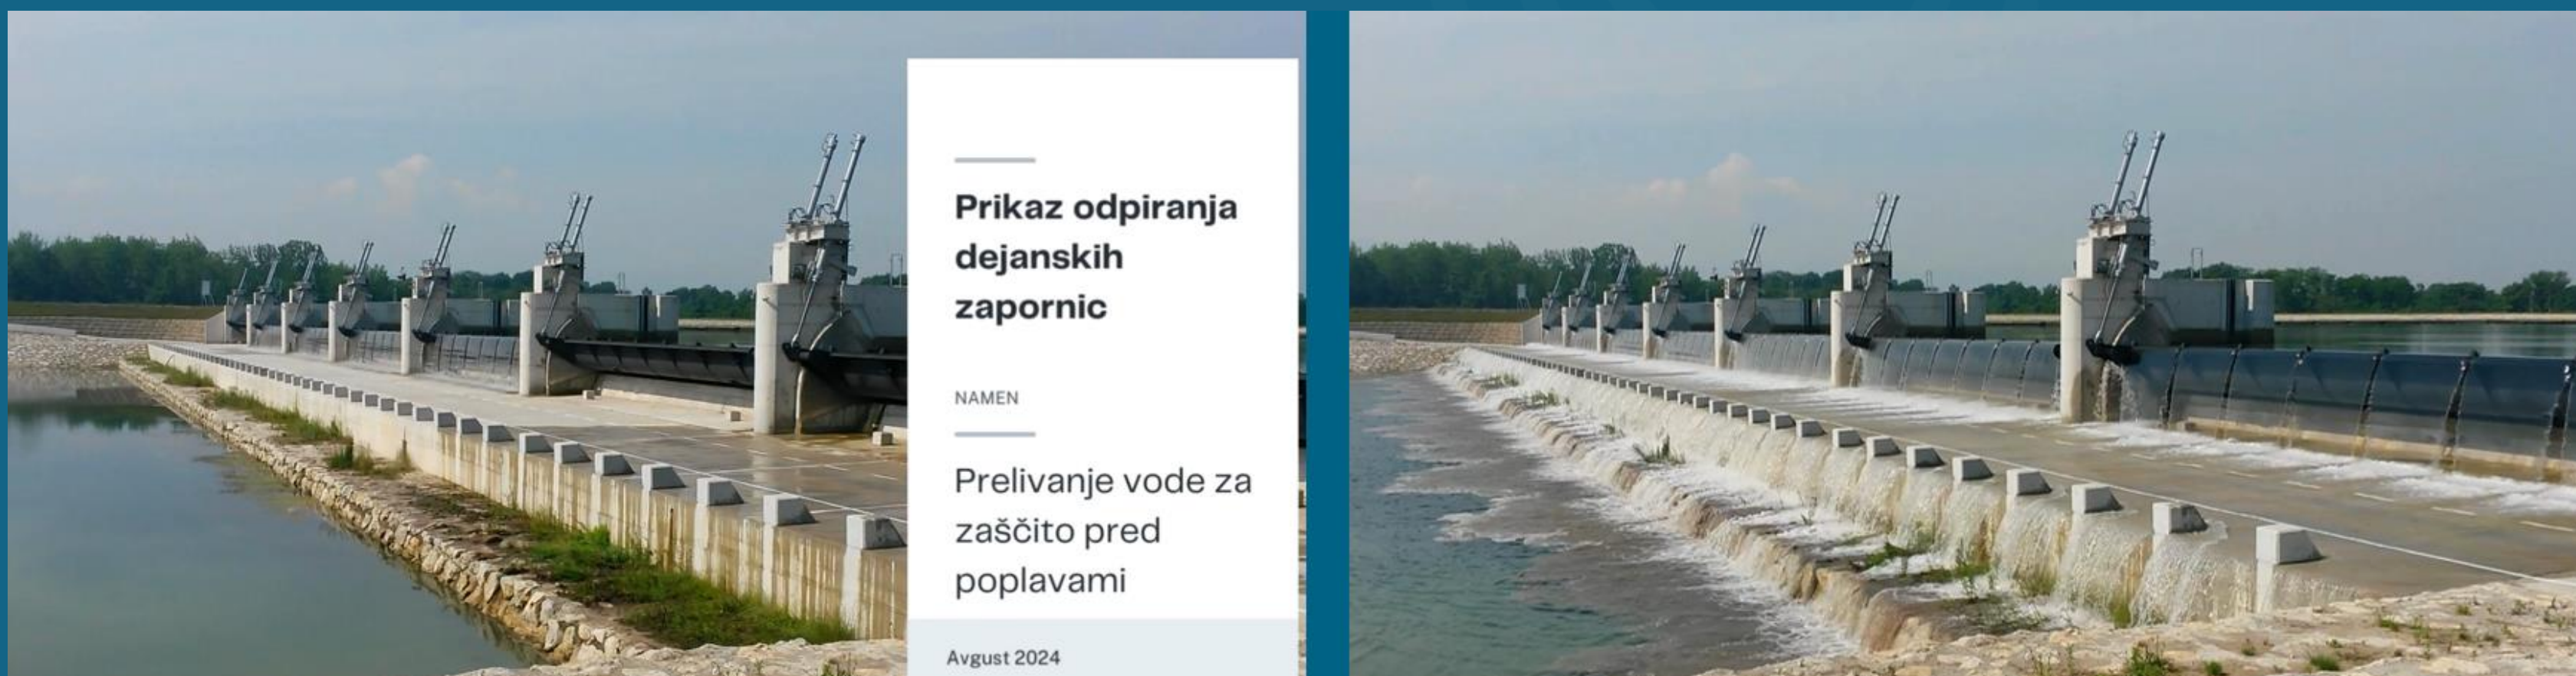 Prikaz odpiranja
dejanskih
zapornic
NAMEN
Prelivanje vode za
zaščito pred
poplavami
Avgust 2024